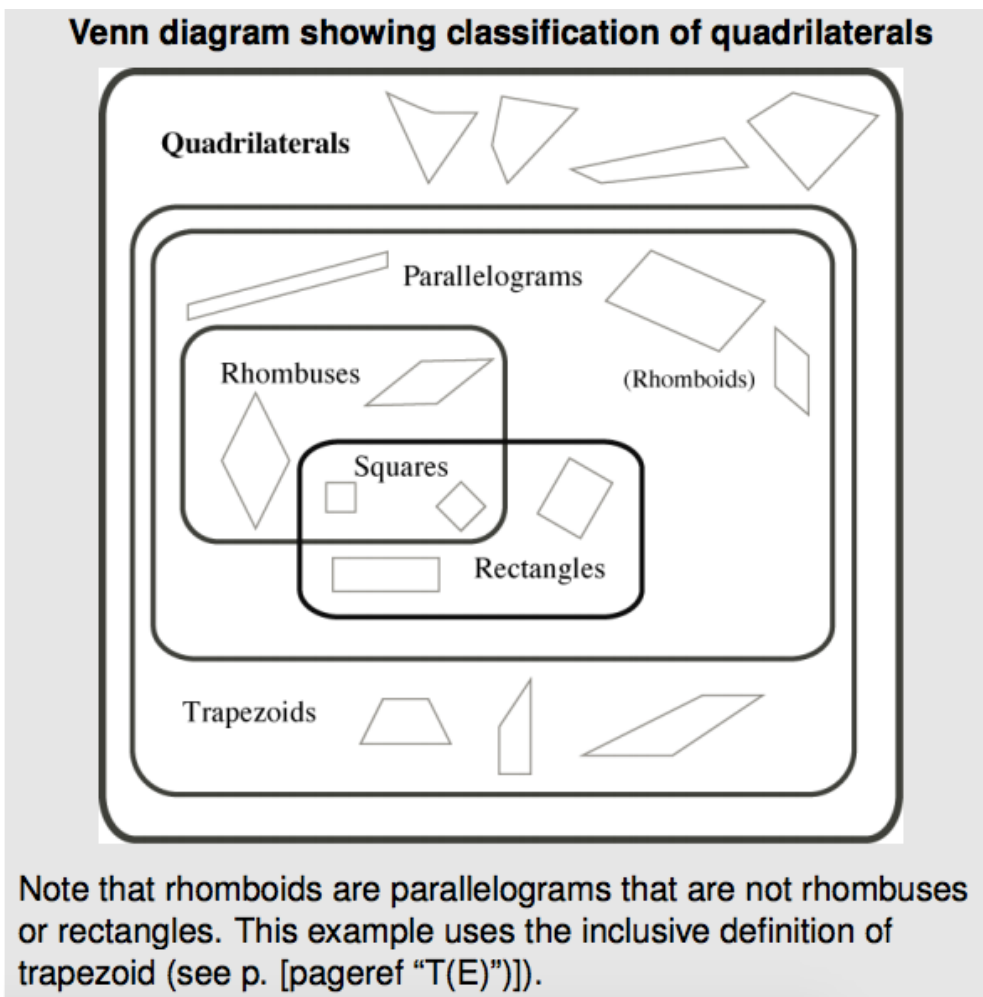 Venn diagram showing classification of quadrilaterals
Quadrilaterals
Parallelograms
Rhombuses
(Rhomboids)
Squares
Rectangles
Trapezoids
Note that rhomboids are parallelograms that are not rhombuses
or rectangles. This example uses the inclusive definition of
trapezoid (see p. [pageref “T(E)”)]).